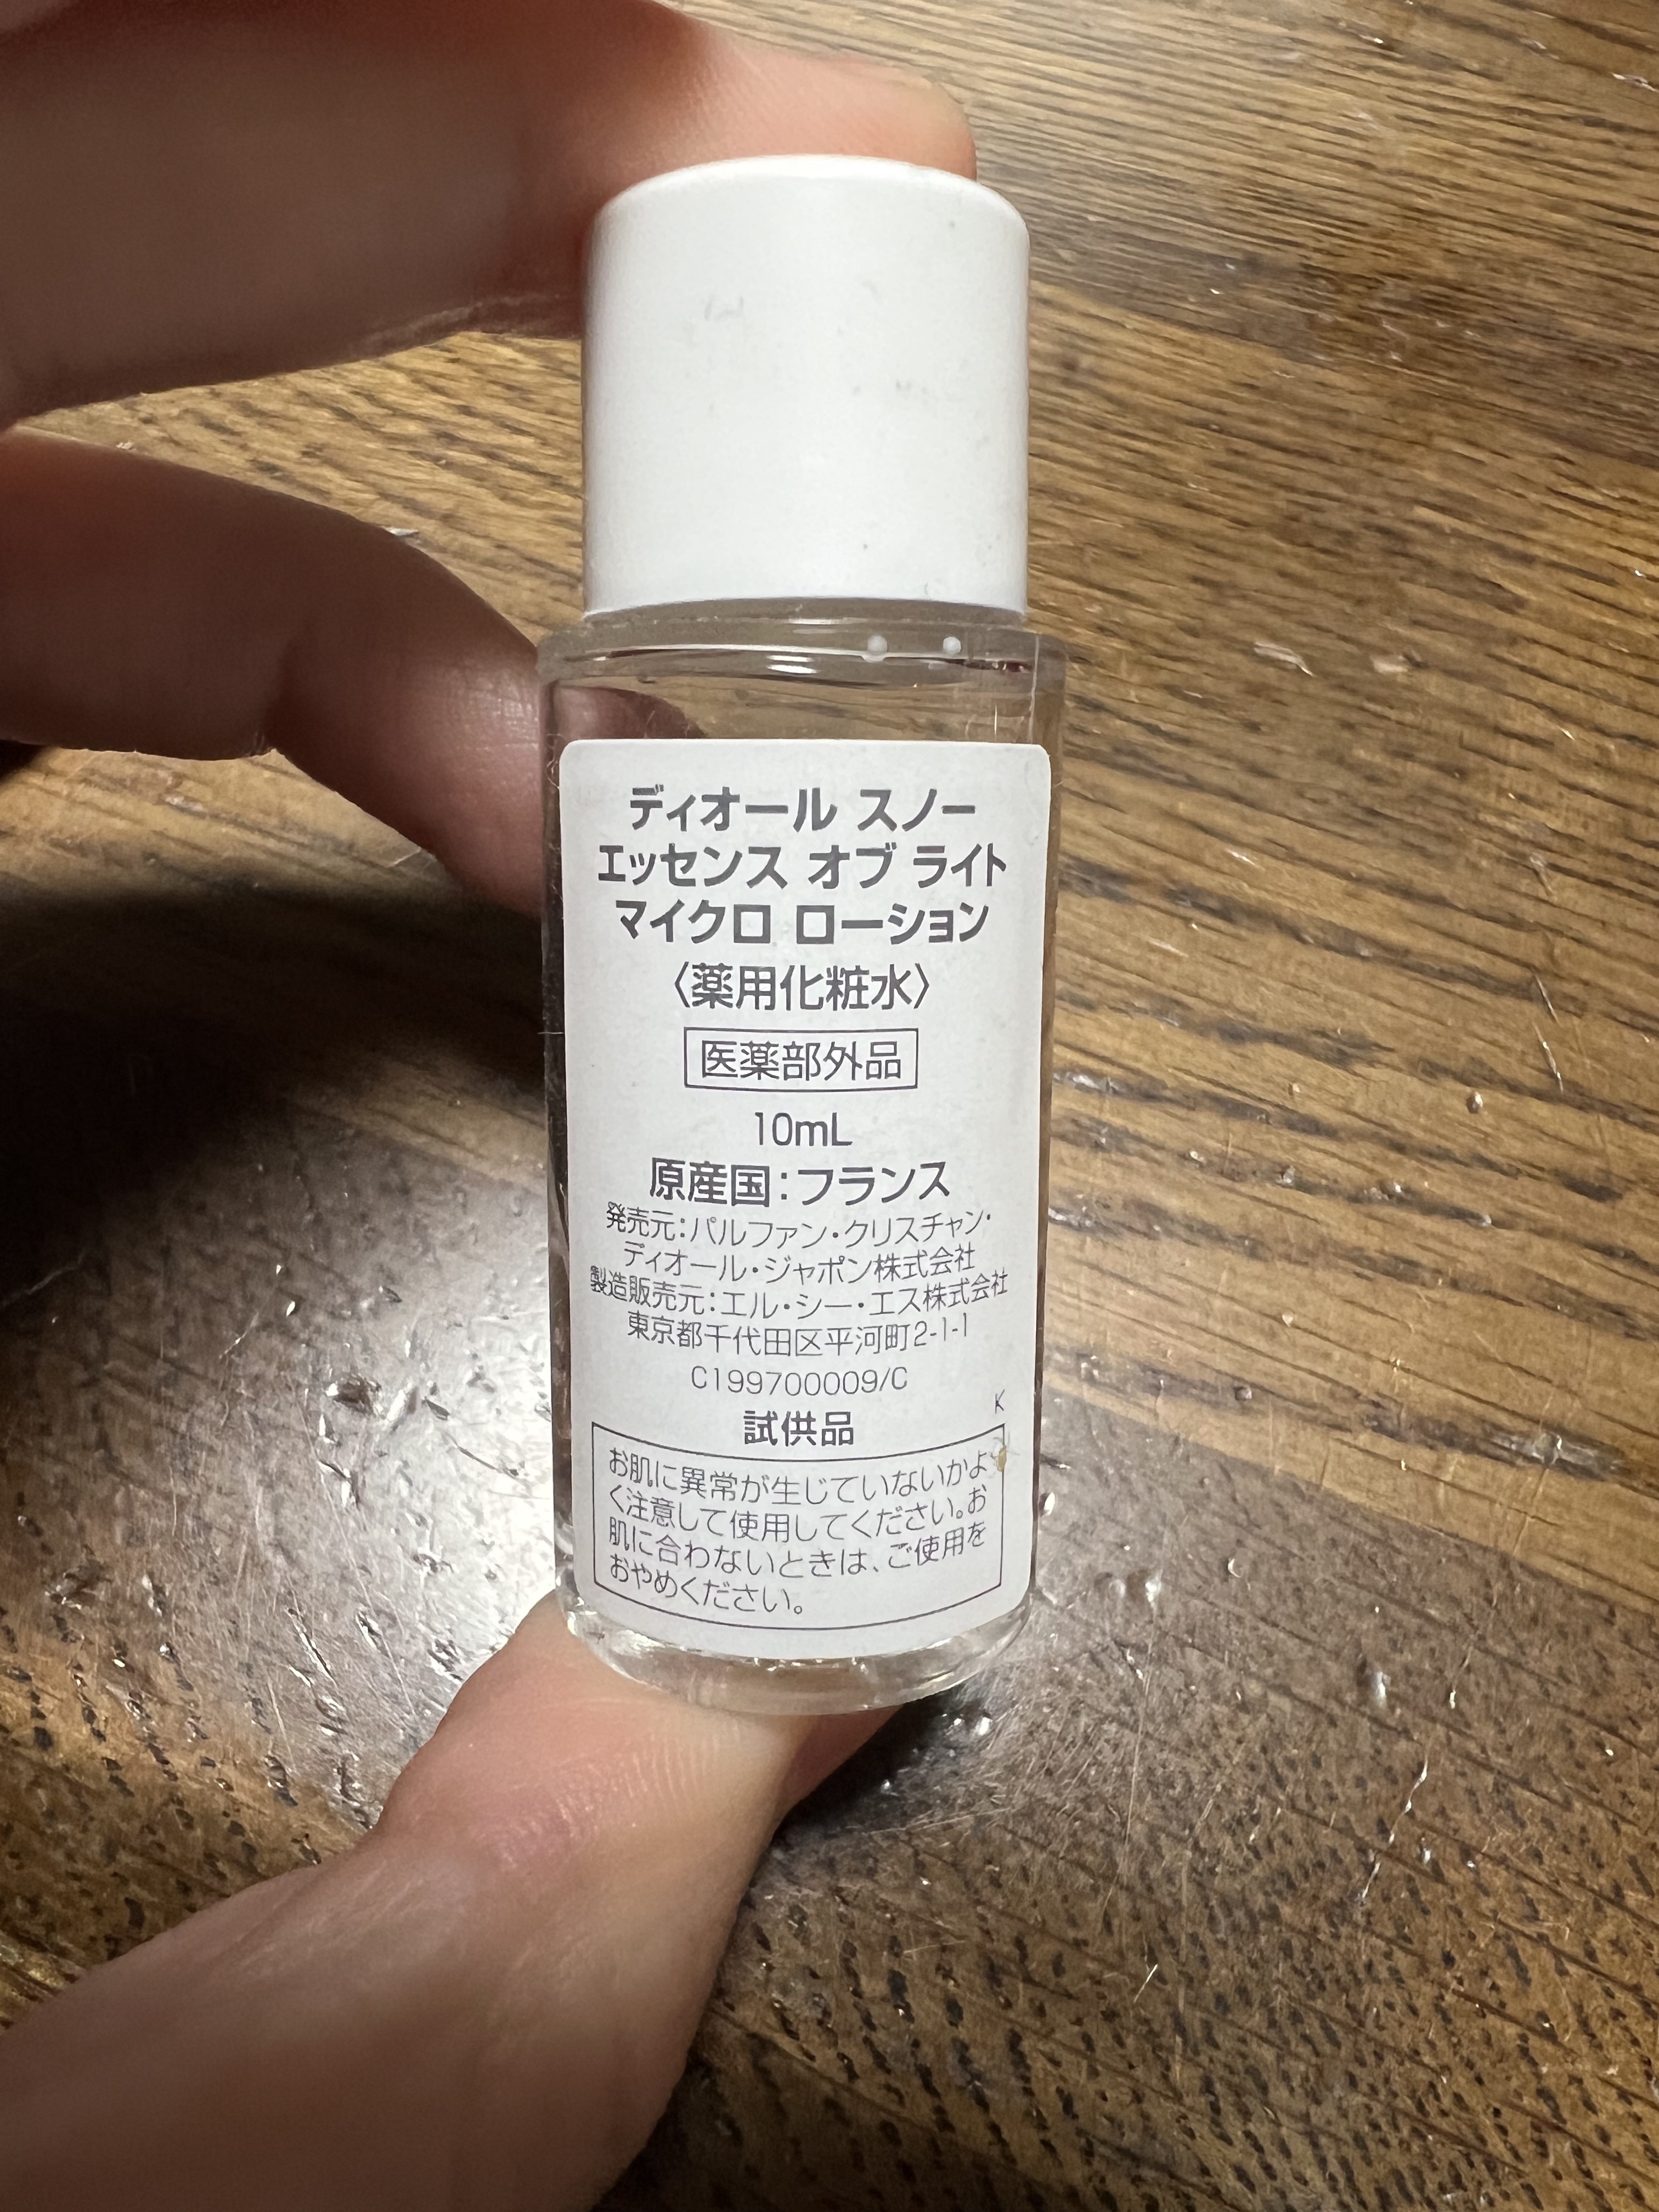 ディオール スノー
エッセンス オブ ライト
マイクロ ローション
〈薬用化粧水〉
医薬部外品
10mL
原産国：フランス
発売元：パルファン・クリスチャン・
ディオール・ジャポン株式会社
製造販売元：エル・シー・エス株式会社
東京都千代田区平河町2-1-1
C199700009/C
K
試供品
お肌に異常が生じていないかよ
く注意して使用してください。お
肌に合わないときは、ご使用を
おやめください。